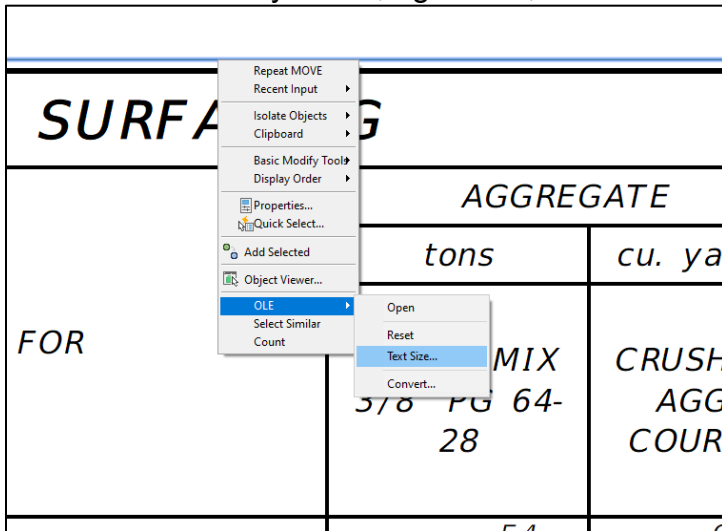 Repeat MOVE
Recent Input
SURFA G
Isolate Objects
Clipboard
Basic Modify Tools
Display Order
Properties...
Quick Select...
AGGREGATE
Add Selected
tons
cu. ya
Object Viewer...
OLE
Open
Select Similar
Reset
Count
FOR
Text Size...
MIX
CRUSH
Convert...
3/8" PG 64-
AGG
28
COUR